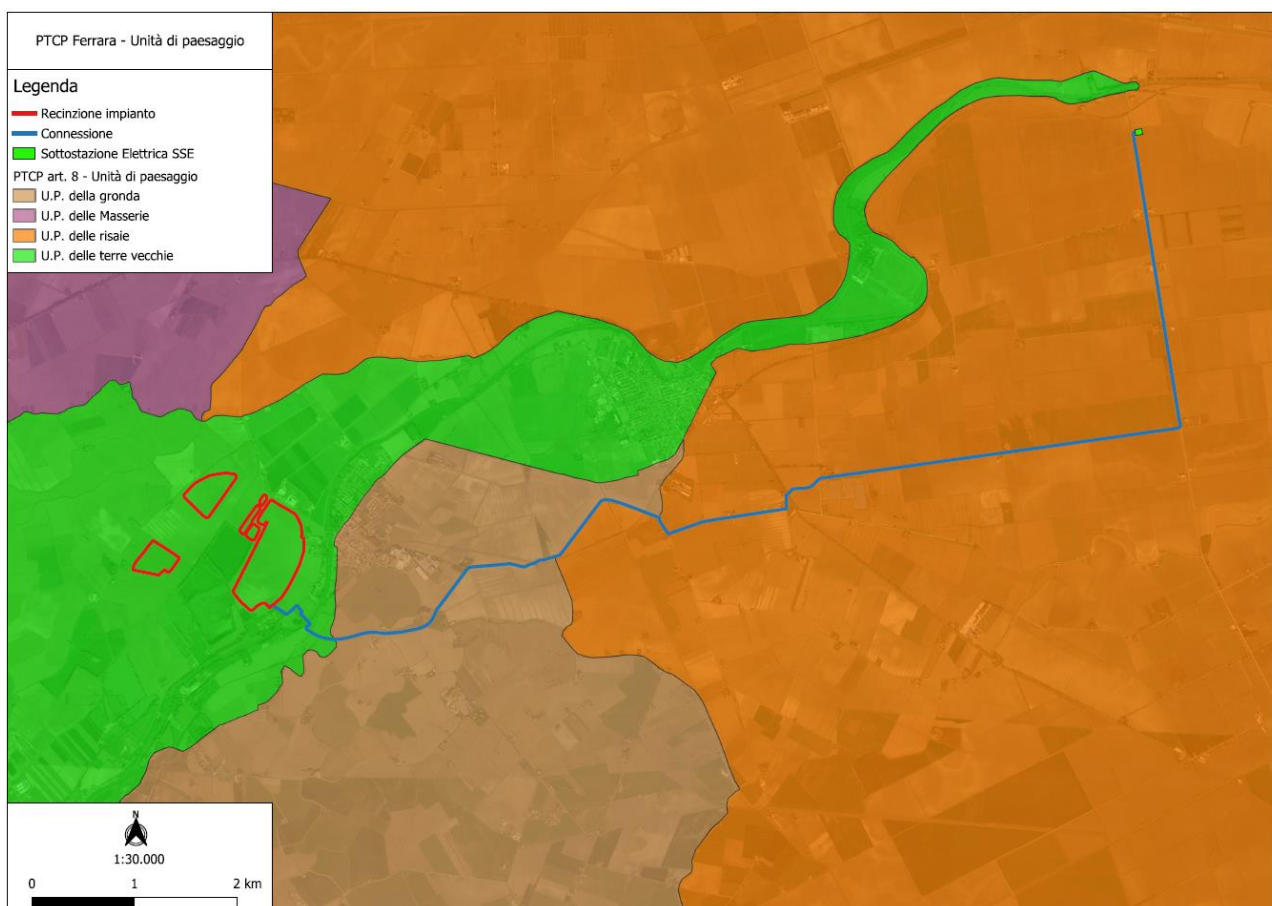 PTCP Ferrara - Unità di paesaggio
Legenda
Recinzione impianto
Connessione
Sottostazione Elettrica SSE
PTCP art. 8 - Unità di paesaggio
U.P. della gronda
U.P. delle Masserie
U.P. delle risaie
U.P. delle terre vecchie
N
1:30.000
0 1 2 km